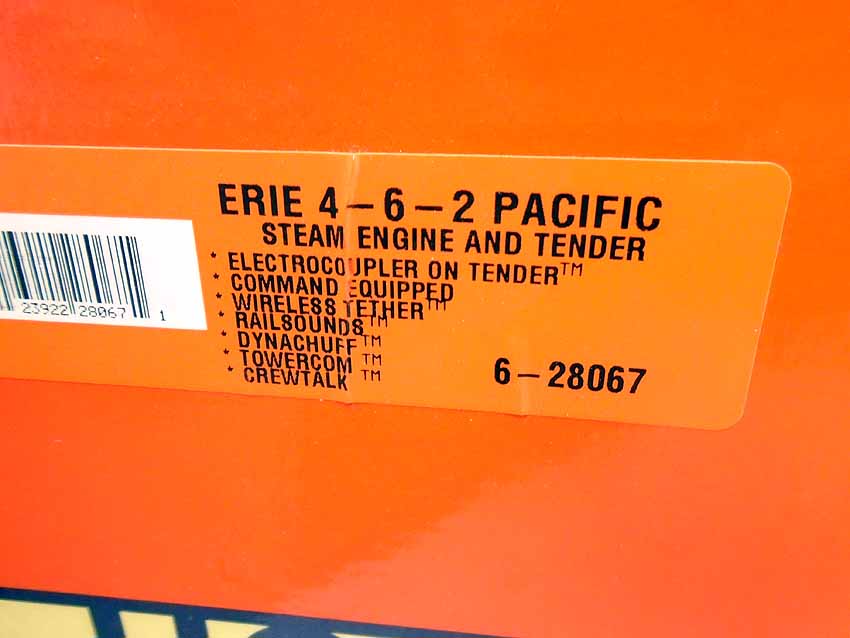 ERIE 4-6-2 PACIFIC
STEAM ENGINE AND TENDER
* ELECTROCOUPLER ON TENDER™
* COMMAND EQUIPPED
* WIRELESS TETHER™
* RAILSOUNDS™
* DYNACHUFF™
* TOWERCOM™
* CREWTALK™
6-28067
23922 28067 1